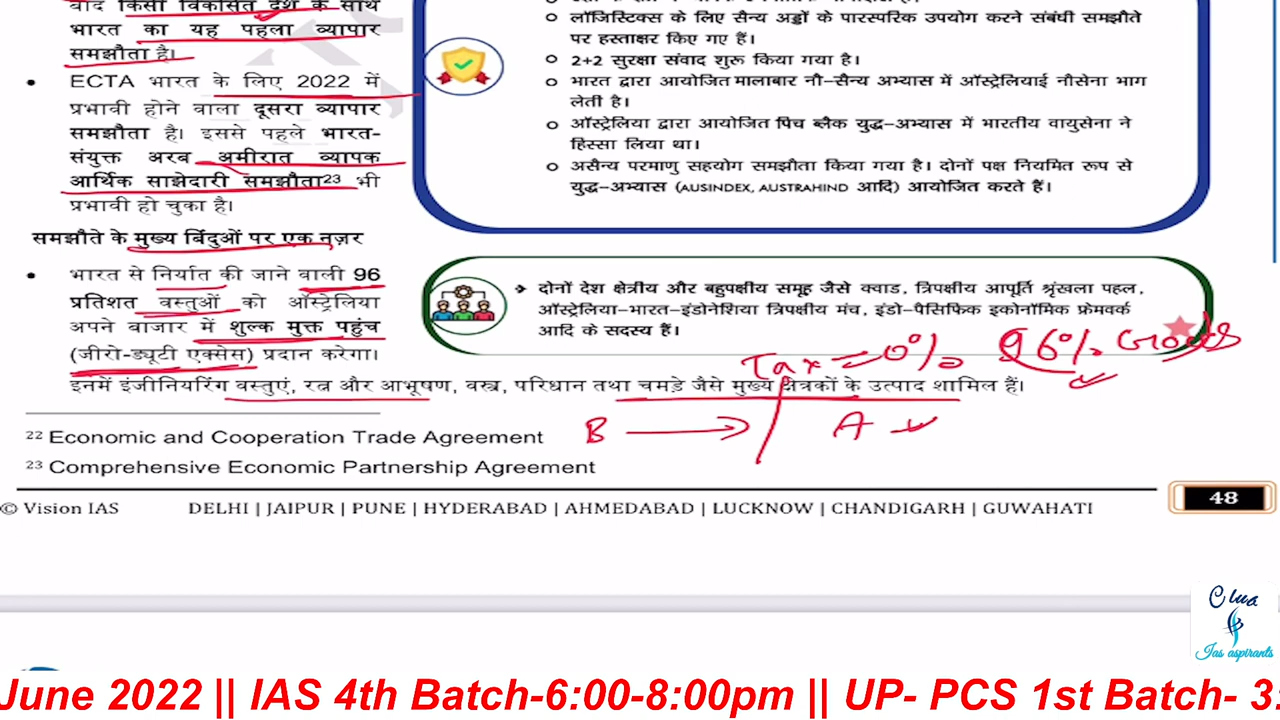 बाद किसी विकसित देश के साथ
भारत का यह पहला व्यापार
समझौता है।
• ECTA भारत के लिए 2022 में
प्रभावी होने वाला दूसरा व्यापार
समझौता है। इससे पहले भारत-
संयुक्त अरब अमीरात व्यापक
आर्थिक साझेदारी समझौता²³ भी
प्रभावी हो चुका है।
समझौते के मुख्य बिंदुओं पर एक नज़र
• भारत से निर्यात की जाने वाली 96
प्रतिशत वस्तुओं को ऑस्ट्रेलिया
अपने बाजार में शुल्क मुक्त पहुंच
(जीरो-ड्यूटी एक्सेस) प्रदान करेगा।
इनमें इंजीनियरिंग वस्तुएं, रत्न और आभूषण, वस्त्र, परिधान तथा चमड़े जैसे मुख्य क्षेत्रकों के उत्पाद शामिल हैं।
लॉजिस्टिक्स के लिए सैन्य अड्डों के पारस्परिक उपयोग करने संबंधी समझौते
पर हस्ताक्षर किए गए हैं।
2+2 सुरक्षा संवाद शुरू किया गया है।
भारत द्वारा आयोजित मालाबार नौ-सैन्य अभ्यास में ऑस्ट्रेलियाई नौसेना भाग
लेती है।
ऑस्ट्रेलिया द्वारा आयोजित पिच ब्लैक युद्ध-अभ्यास में भारतीय वायुसेना ने
हिस्सा लिया था।
असैन्य परमाणु सहयोग समझौता किया गया है। दोनों पक्ष नियमित रूप से
युद्ध-अभ्यास (AUSINDEX, AUSTRAHIND आदि) आयोजित करते हैं।
दोनों देश क्षेत्रीय और बहुपक्षीय समूह जैसे क्वाड, त्रिपक्षीय आपूर्ति श्रृंखला पहल,
ऑस्ट्रेलिया-भारत-इंडोनेशिया त्रिपक्षीय मंच, इंडो-पैसिफिक इकोनॉमिक फ्रेमवर्क
आदि के सदस्य हैं।
Tax = 0% 96% Goods
B A
²² Economic and Cooperation Trade Agreement
²³ Comprehensive Economic Partnership Agreement
© Vision IAS DELHI | JAIPUR | PUNE | HYDERABAD | AHMEDABAD | LUCKNOW | CHANDIGARH | GUWAHATI 48
Ias aspirants
June 2022 || IAS 4th Batch-6:00-8:00pm || UP- PCS 1st Batch- 3: